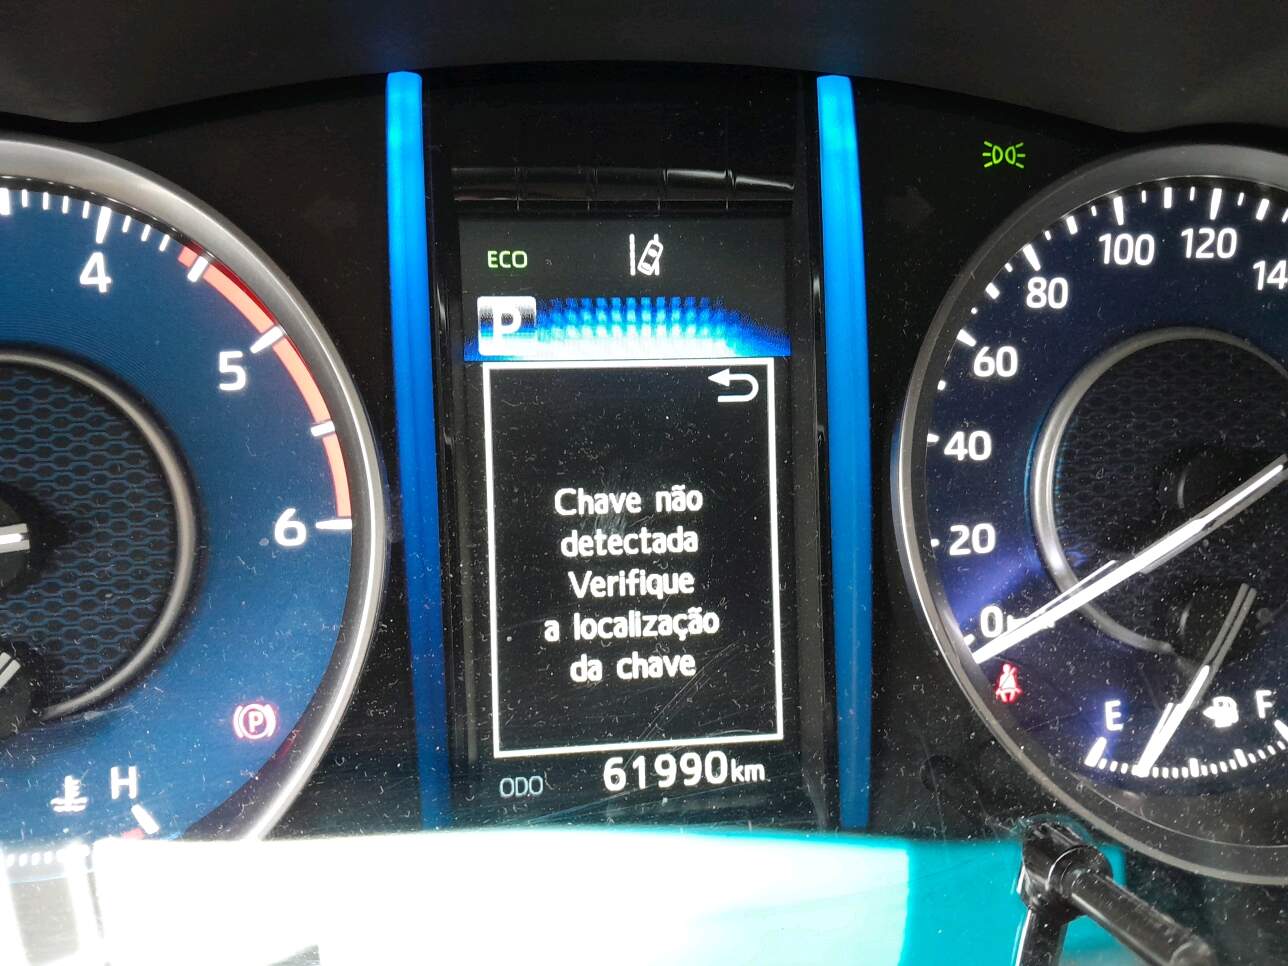 4
5
6
H
ECO
P
Chave não
detectada
Verifique
a localização
da chave
ODO 61990km
P
0
20
40
60
80
100
120
14
E F